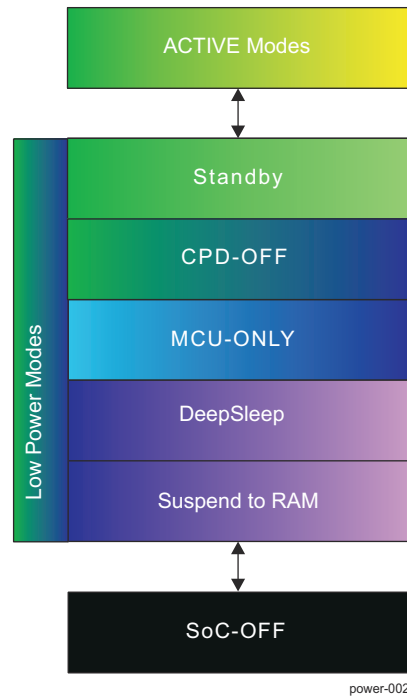 ACTIVE Modes
Low Power Modes
Standby
CPD-OFF
MCU-ONLY
DeepSleep
Suspend to RAM
SoC-OFF
power-002